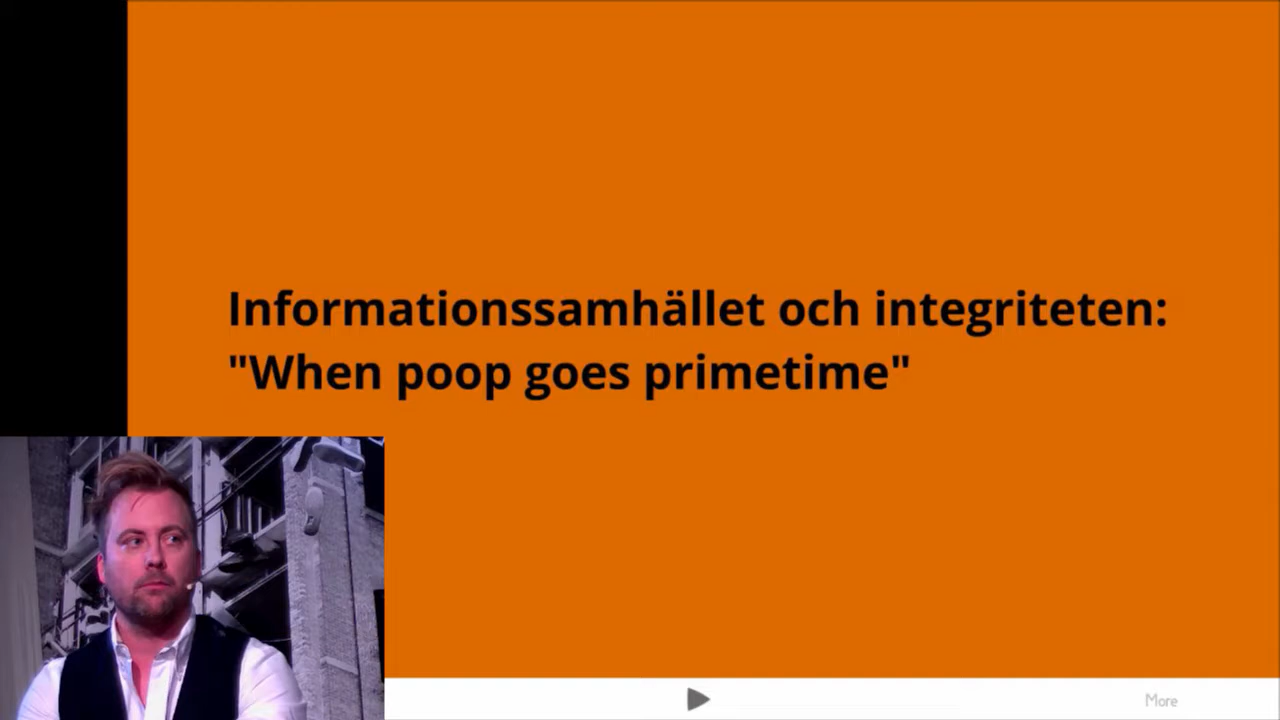 Informationssamhället och integriteten:
"When poop goes primetime"
More